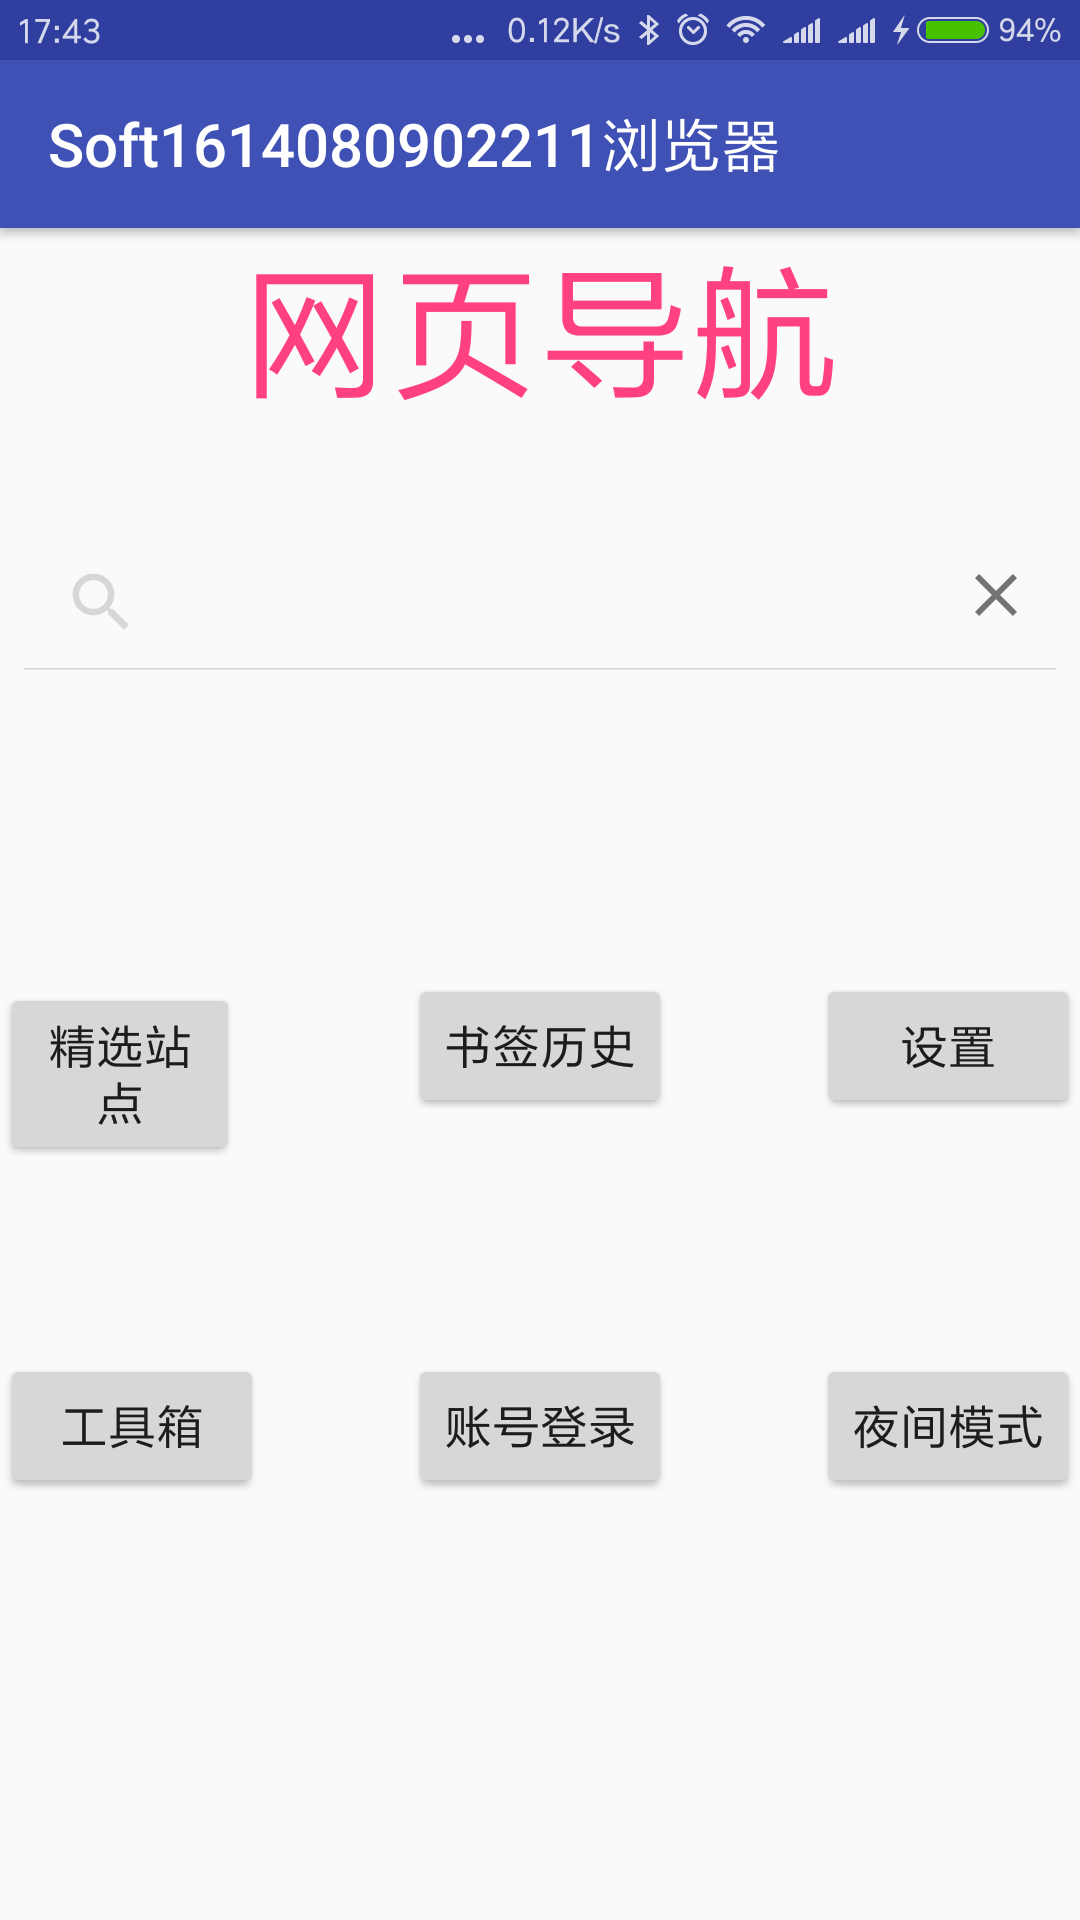 17:43 ... 0.12K/s 94%
Soft1614080902211浏览器
网页导航
精选站
点
书签历史
设置
工具箱
账号登录
夜间模式